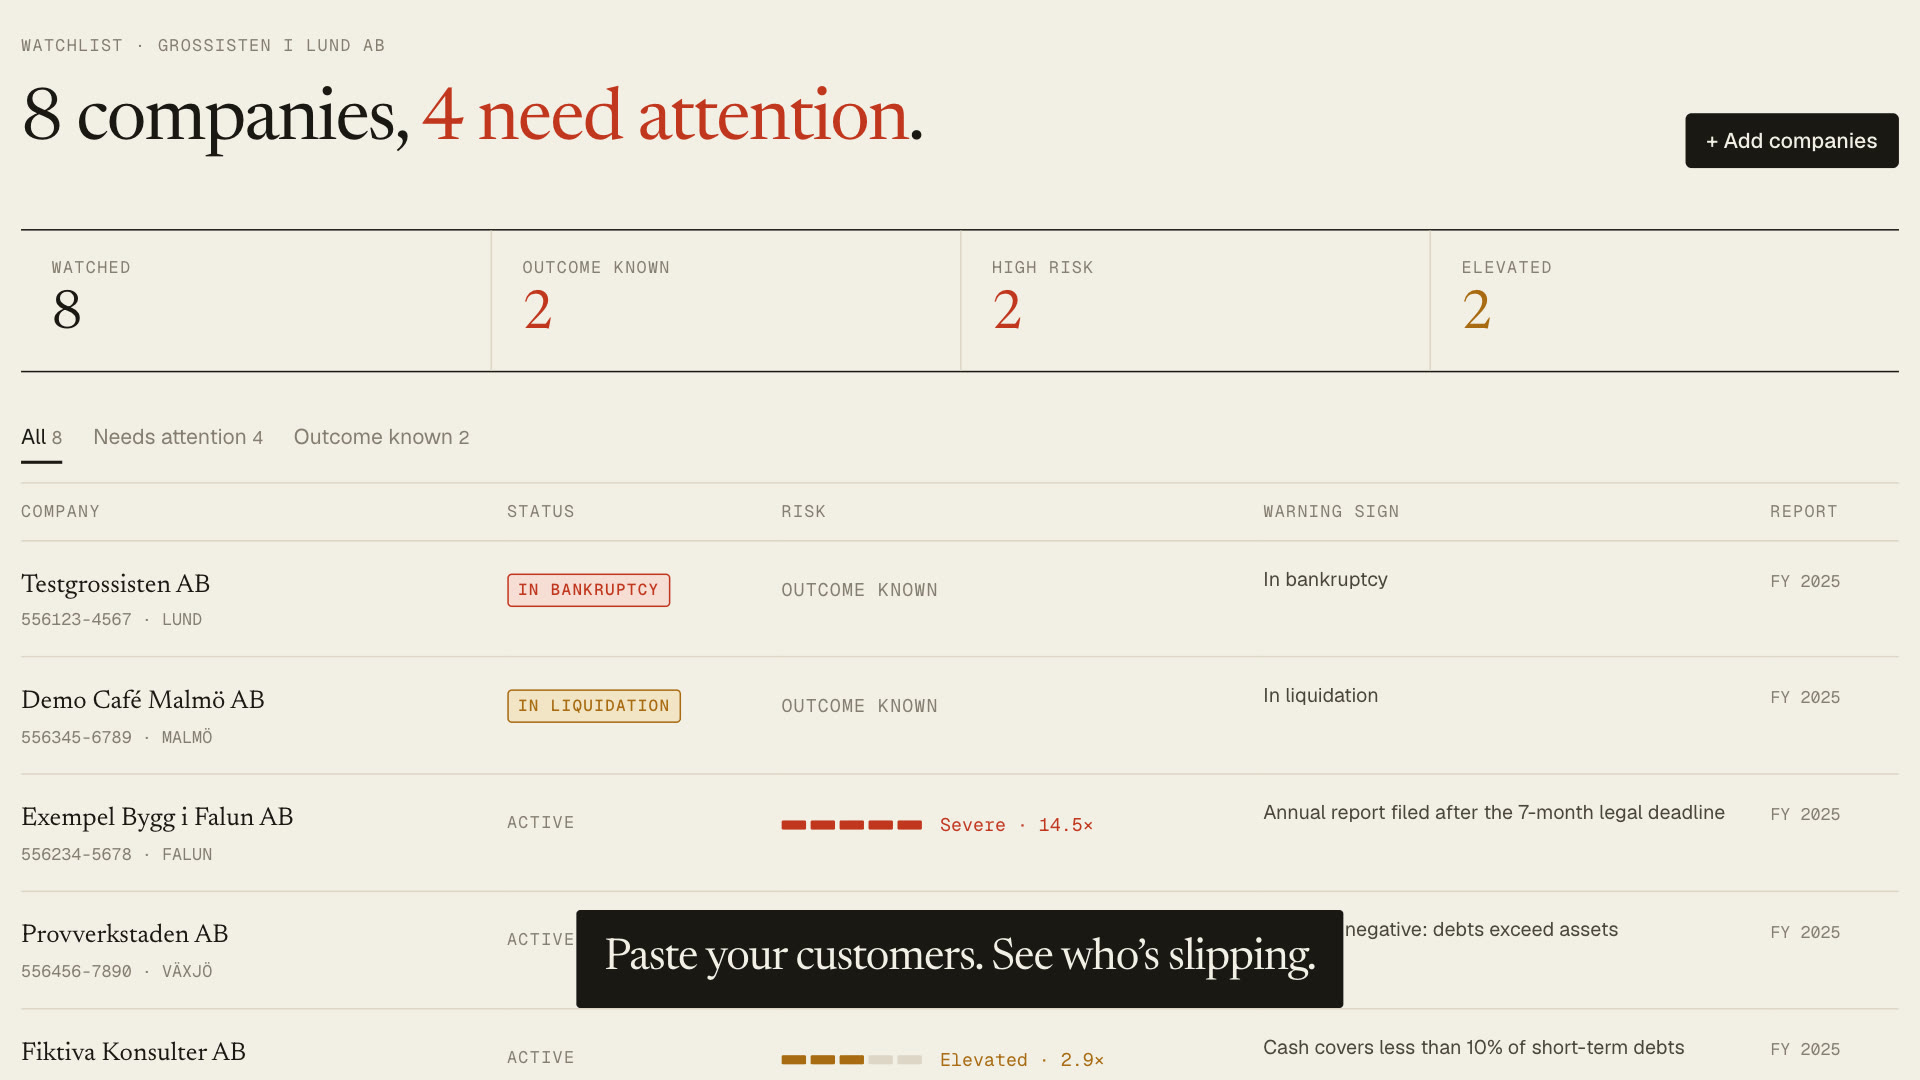 WATCHLIST · GROSSISTEN I LUND AB
8 companies, 4 need attention.
+ Add companies
WATCHED
8
OUTCOME KNOWN
2
HIGH RISK
2
ELEVATED
2
All 8
Needs attention 4
Outcome known 2
COMPANY STATUS RISK WARNING SIGN REPORT
Testgrossisten AB
556123-4567 · LUND
IN BANKRUPTCY
OUTCOME KNOWN
In bankruptcy
FY 2025
Demo Café Malmö AB
556345-6789 · MALMÖ
IN LIQUIDATION
OUTCOME KNOWN
In liquidation
FY 2025
Exempel Bygg i Falun AB
556234-5678 · FALUN
ACTIVE
Severe · 14.5×
Annual report filed after the 7-month legal deadline
FY 2025
Provverkstaden AB
556456-7890 · VÄXJÖ
ACTIVE
negative: debts exceed assets
FY 2025
Paste your customers. See who’s slipping.
Fiktiva Konsulter AB
ACTIVE
Elevated · 2.9×
Cash covers less than 10% of short-term debts
FY 2025